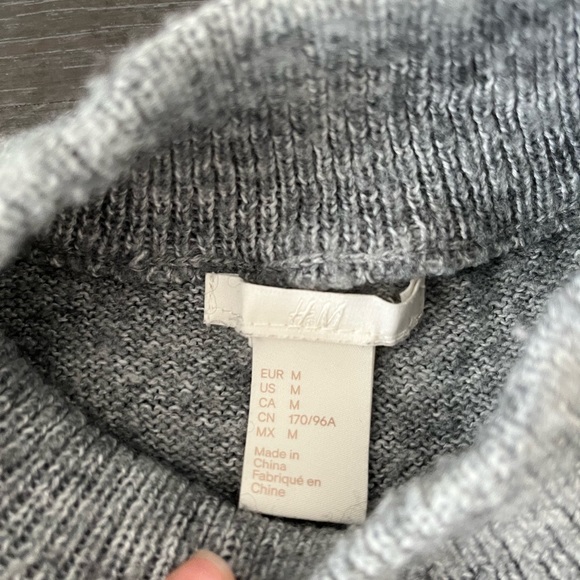 H&M
EUR M
US M
CA M
CN 170/96A
MX M
Made in
China
Fabriqué en
Chine